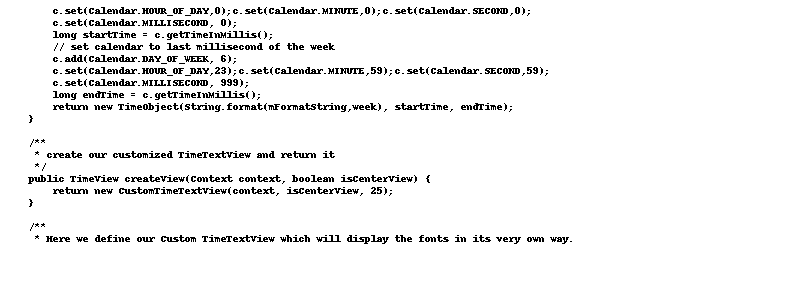 c.set(Calendar.HOUR_OF_DAY,0);c.set(Calendar.MINUTE,0);c.set(Calendar.SECOND,0);
c.set(Calendar.MILLISECOND, 0);
long startTime = c.getTimeInMillis();
// set calendar to last millisecond of the week
c.add(Calendar.DAY_OF_WEEK, 6);
c.set(Calendar.HOUR_OF_DAY,23);c.set(Calendar.MINUTE,59);c.set(Calendar.SECOND,59);
c.set(Calendar.MILLISECOND, 999);
long endTime = c.getTimeInMillis();
return new TimeObject(String.format(mFormatString,week), startTime, endTime);
}
/**
* create our customized TimeTextView and return it
*/
public TimeView createView(Context context, boolean isCenterView) {
return new CustomTimeTextView(context, isCenterView, 25);
}
/**
* Here we define our Custom TimeTextView which will display the fonts in its very own way.